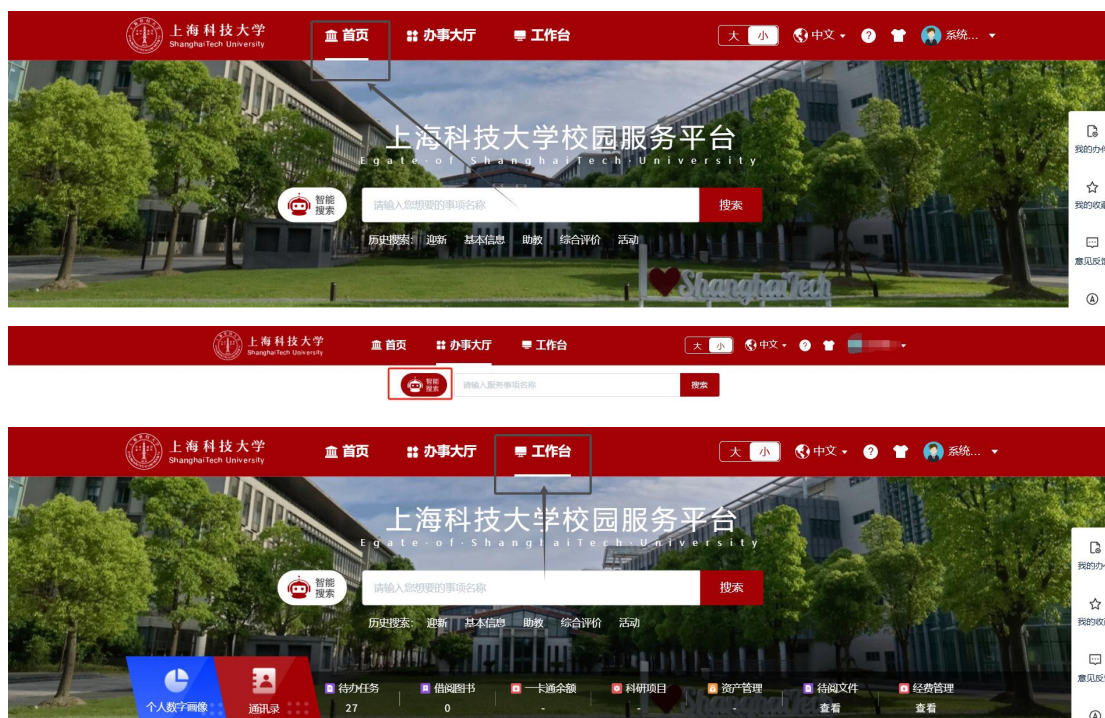 上海科技大学
ShanghaiTech University
首页
办事大厅
工作台
大 小
中文
系统...
上海科技大学校园服务平台
Egate·of·ShanghaiTech·University
智能
搜索
请输入您想要的事项名称
搜索
历史搜索: 迎新 基本信息 助教 综合评价 活动
ShanghaiTech
我的办件
我的收藏
意见反馈
上海科技大学
ShanghaiTech University
首页
办事大厅
工作台
大 小
中文
智能
搜索
请输入服务事项名称
搜索
上海科技大学
ShanghaiTech University
首页
办事大厅
工作台
大 小
中文
系统...
上海科技大学校园服务平台
Egate·of·ShanghaiTech·University
智能
搜索
请输入您想要的事项名称
搜索
历史搜索: 迎新 基本信息 助教 综合评价 活动
我的办件
我的收藏
意见反馈
个人数字画像
通讯录
待办任务 借阅图书 一卡通余额 科研项目 资产管理 待阅文件 经费管理
27 0 - - - 查看 查看